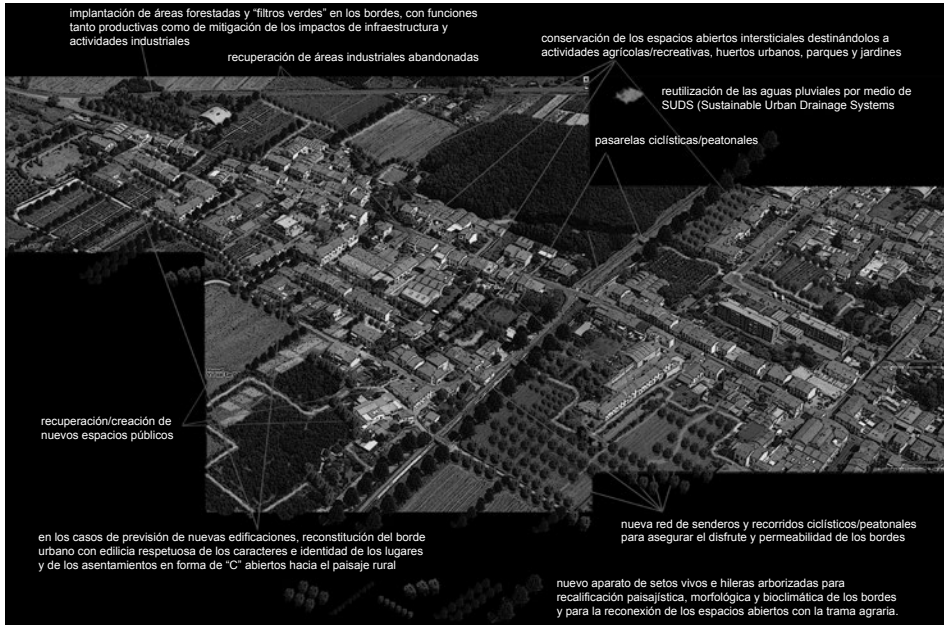 implantación de áreas forestadas y “filtros verdes” en los bordes, con funciones
tanto productivas como de mitigación de los impactos de infraestructura y
actividades industriales
recuperación de áreas industriales abandonadas
conservación de los espacios abiertos intersticiales destinándolos a
actividades agrícolas/recreativas, huertos urbanos, parques y jardines
reutilización de las aguas pluviales por medio de
SUDS (Sustainable Urban Drainage Systems
pasarelas ciclísticas/peatonales
recuperación/creación de
nuevos espacios públicos
en los casos de previsión de nuevas edificaciones, reconstitución del borde
urbano con edilicia respetuosa de los caracteres e identidad de los lugares
y de los asentamientos en forma de “C” abiertos hacia el paisaje rural
nueva red de senderos y recorridos ciclísticos/peatonales
para asegurar el disfrute y permeabilidad de los bordes
nuevo aparato de setos vivos e hileras arborizadas para
recalificación paisajística, morfológica y bioclimática de los bordes
y para la reconexión de los espacios abiertos con la trama agraria.